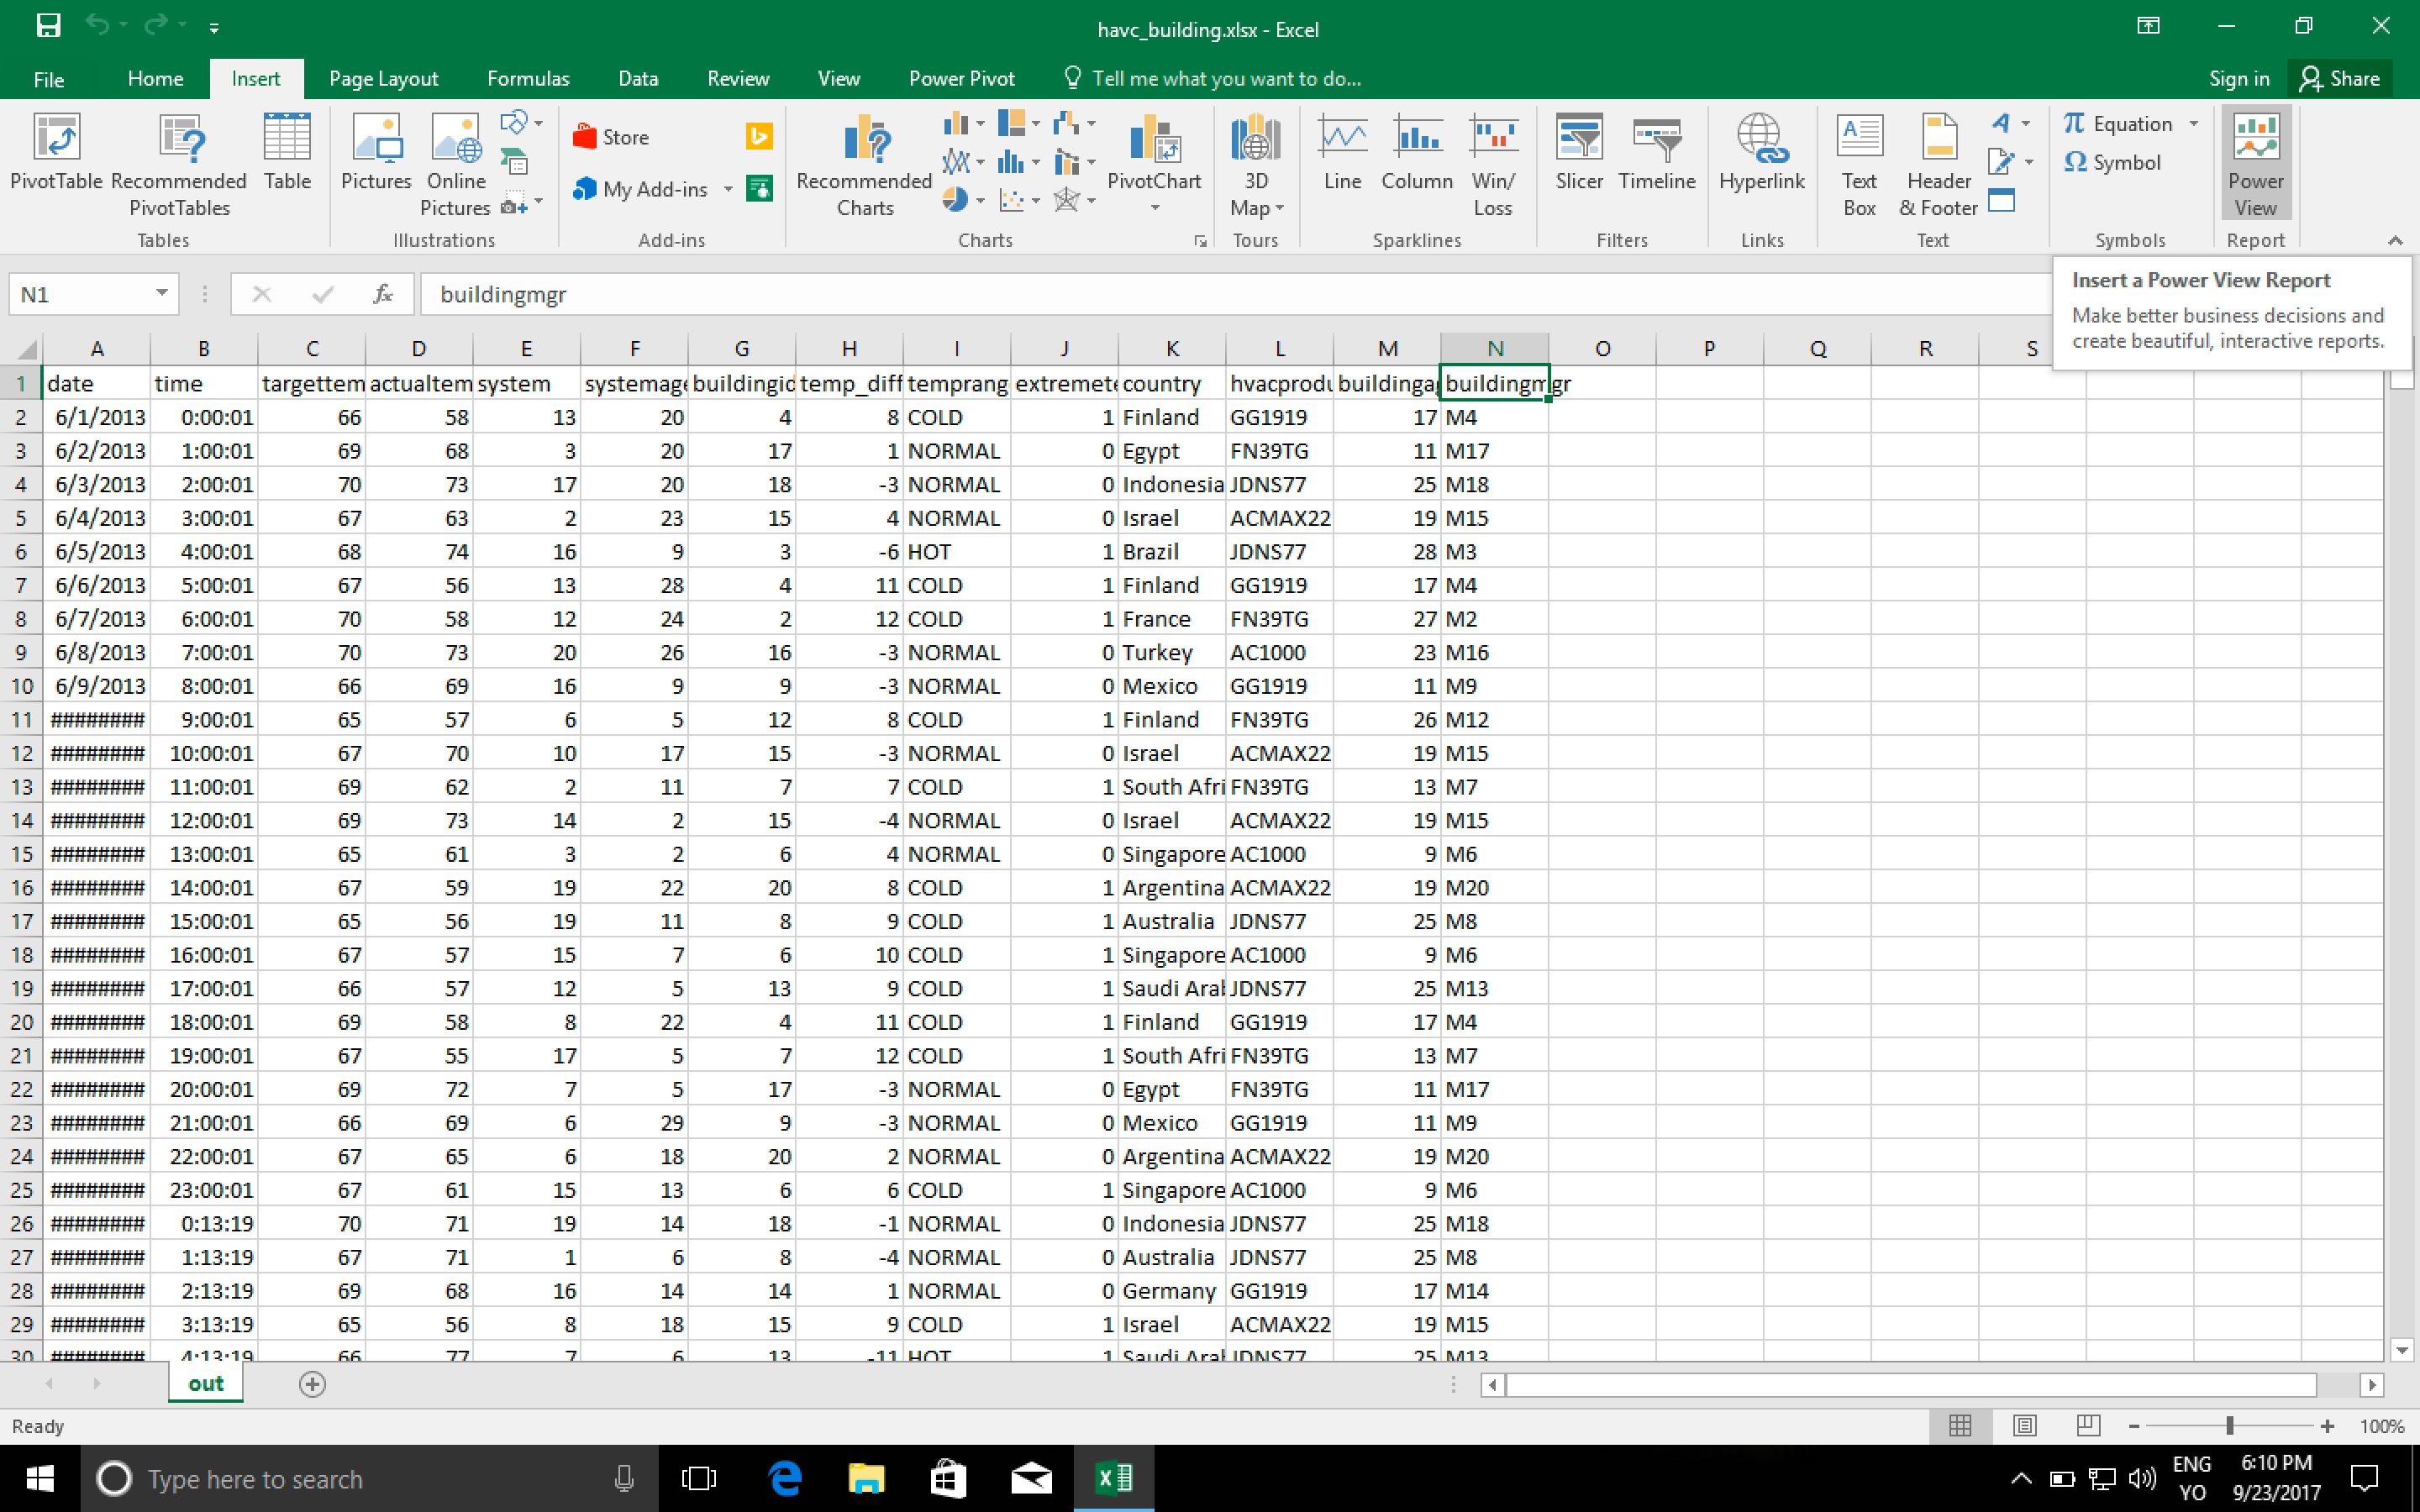 havc_building.xlsx - Excel
File Home Insert Page Layout Formulas Data Review View Power Pivot Tell me what you want to do... Sign in Share
PivotTable Recommended PivotTables Table Pictures Online Pictures Store My Add-ins Recommended Charts PivotChart 3D Map Line Column Win/Loss Slicer Timeline Hyperlink Text Box Header & Footer Equation Symbol Power View
Tables Illustrations Add-ins Charts Tours Sparklines Filters Links Text Symbols Report
N1 fx buildingmgr
Insert a Power View Report
Make better business decisions and
create beautiful, interactive reports.
A B C D E F G H I J K L M N O P Q R S
1 date time targettem actualtem system systemage buildingid temp_diff temprang extremete country hvacprodu buildingag buildingmgr
2 6/1/2013 0:00:01 66 58 13 20 4 8 COLD 1 Finland GG1919 17 M4
3 6/2/2013 1:00:01 69 68 3 20 17 1 NORMAL 0 Egypt FN39TG 11 M17
4 6/3/2013 2:00:01 70 73 17 20 18 -3 NORMAL 0 Indonesia JDNS77 25 M18
5 6/4/2013 3:00:01 67 63 2 23 15 4 NORMAL 0 Israel ACMAX22 19 M15
6 6/5/2013 4:00:01 68 74 16 9 3 -6 HOT 1 Brazil JDNS77 28 M3
7 6/6/2013 5:00:01 67 56 13 28 4 11 COLD 1 Finland GG1919 17 M4
8 6/7/2013 6:00:01 70 58 12 24 2 12 COLD 1 France FN39TG 27 M2
9 6/8/2013 7:00:01 70 73 20 26 16 -3 NORMAL 0 Turkey AC1000 23 M16
10 6/9/2013 8:00:01 66 69 16 9 9 -3 NORMAL 0 Mexico GG1919 11 M9
11 ######## 9:00:01 65 57 6 5 12 8 COLD 1 Finland FN39TG 26 M12
12 ######## 10:00:01 67 70 10 17 15 -3 NORMAL 0 Israel ACMAX22 19 M15
13 ######## 11:00:01 69 62 2 11 7 7 COLD 1 South Afri FN39TG 13 M7
14 ######## 12:00:01 69 73 14 2 15 -4 NORMAL 0 Israel ACMAX22 19 M15
15 ######## 13:00:01 65 61 3 2 6 4 NORMAL 0 Singapore AC1000 9 M6
16 ######## 14:00:01 67 59 19 22 20 8 COLD 1 Argentina ACMAX22 19 M20
17 ######## 15:00:01 65 56 19 11 8 9 COLD 1 Australia JDNS77 25 M8
18 ######## 16:00:01 67 57 15 7 6 10 COLD 1 Singapore AC1000 9 M6
19 ######## 17:00:01 66 57 12 5 13 9 COLD 1 Saudi Aral JDNS77 25 M13
20 ######## 18:00:01 69 58 8 22 4 11 COLD 1 Finland GG1919 17 M4
21 ######## 19:00:01 67 55 17 5 7 12 COLD 1 South Afri FN39TG 13 M7
22 ######## 20:00:01 69 72 7 5 17 -3 NORMAL 0 Egypt FN39TG 11 M17
23 ######## 21:00:01 66 69 6 29 9 -3 NORMAL 0 Mexico GG1919 11 M9
24 ######## 22:00:01 67 65 6 18 20 2 NORMAL 0 Argentina ACMAX22 19 M20
25 ######## 23:00:01 67 61 15 13 6 6 COLD 1 Singapore AC1000 9 M6
26 ######## 0:13:19 70 71 19 14 18 -1 NORMAL 0 Indonesia JDNS77 25 M18
27 ######## 1:13:19 67 71 1 6 8 -4 NORMAL 0 Australia JDNS77 25 M8
28 ######## 2:13:19 69 68 16 14 14 1 NORMAL 0 Germany GG1919 17 M14
29 ######## 3:13:19 65 56 8 18 15 9 COLD 1 Israel ACMAX22 19 M15
30 ######## 4:13:19 66 77 7 6 13 -11 HOT 1 Saudi Aral JDNS77 25 M13
out
Ready 100%
Type here to search ENG 6:10 PM
YO 9/23/2017